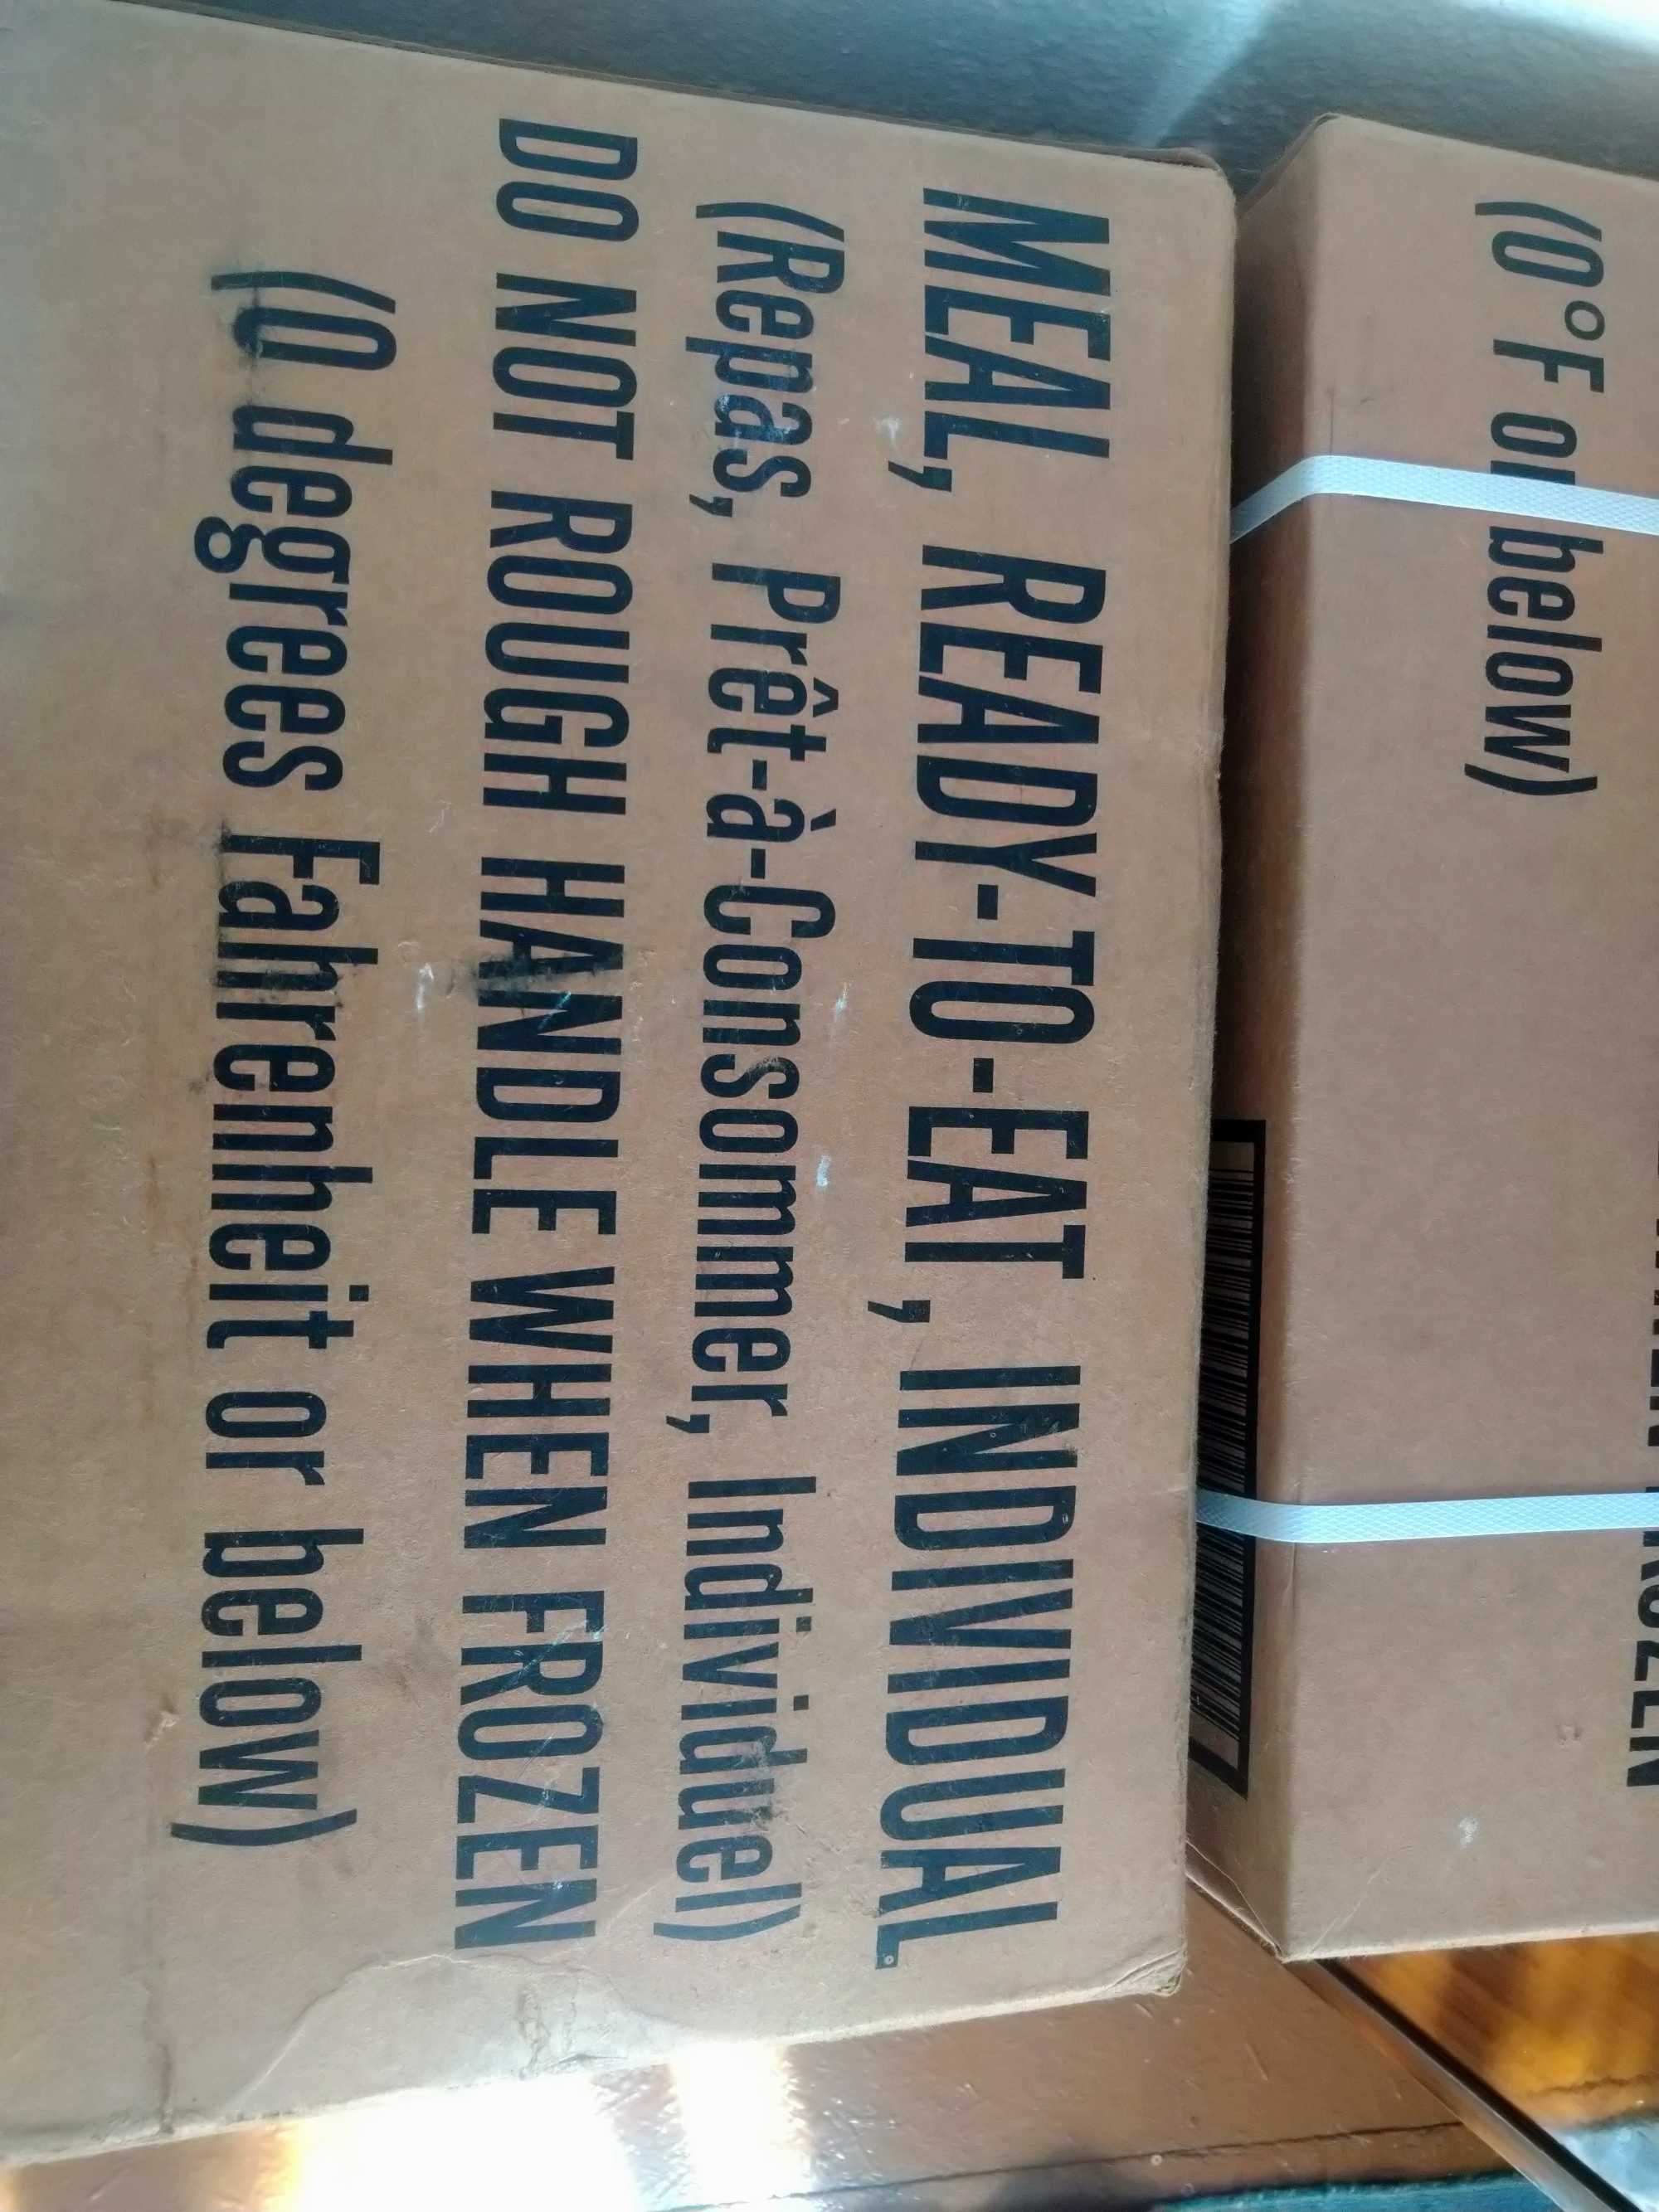 MEAL, READY-TO-EAT, INDIVIDUAL.
(Repas, Prêt-à-Consommer, Individuel)
DO NOT ROUGH HANDLE WHEN FROZEN
(0 degrees Fahrenheit or below)
FROZEN
(0°F or below)